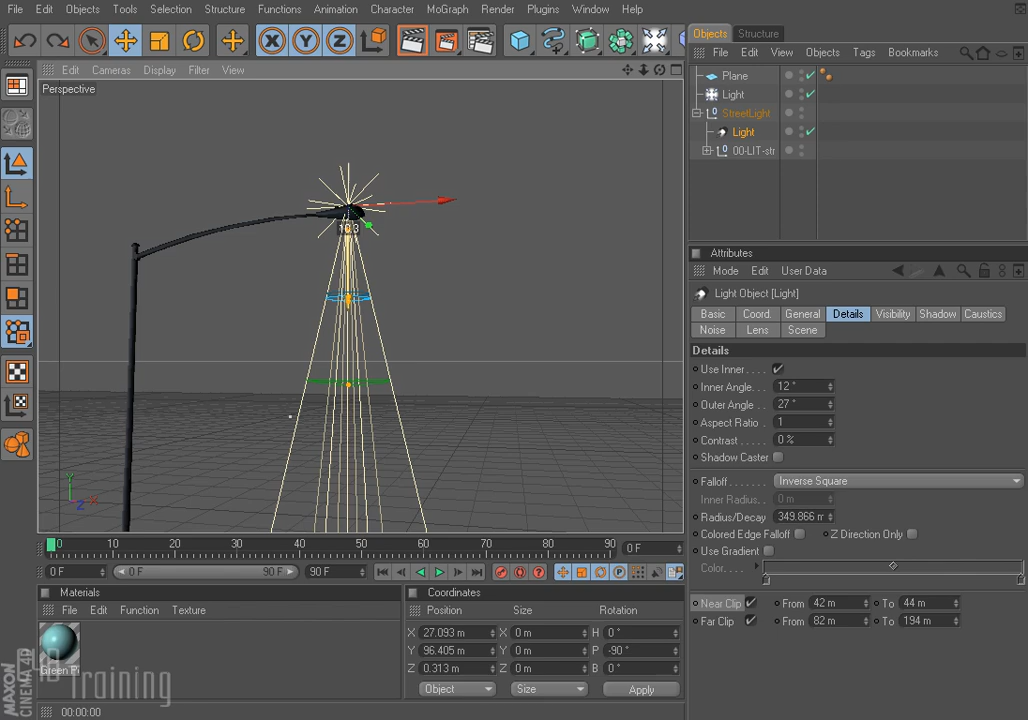 File Edit Objects Tools Selection Structure Functions Animation Character MoGraph Render Plugins Window Help
X Y Z
Objects Structure
File Edit View Objects Tags Bookmarks
Edit Cameras Display Filter View
Perspective
Plane
Light
StreetLight
Light
00-LIT-str
Attributes
Mode Edit User Data
Light Object [Light]
Basic Coord. General Details Visibility Shadow Caustics
Noise Lens Scene
Details
Use Inner
Inner Angle 12 °
Outer Angle 27 °
Aspect Ratio 1
Contrast 0 %
Shadow Caster
Falloff Inverse Square
Inner Radius 0 m
Radius/Decay 349.866 m
Colored Edge Falloff Z Direction Only
Use Gradient
Color
Near Clip From 42 m To 44 m
Far Clip From 82 m To 194 m
Y
X
Z
0 10 20 30 40 50 60 70 80 90 0 F
0 F 0 F 90 F 90 F
Materials
File Edit Function Texture
Green Pl
Coordinates
Position Size Rotation
X 27.093 m X 0 m H 0 °
Y 96.405 m Y 0 m P -90 °
Z 0.313 m Z 0 m B 0 °
Object Size Apply
MAXON
CINEMA 4D
Training
00:00:00